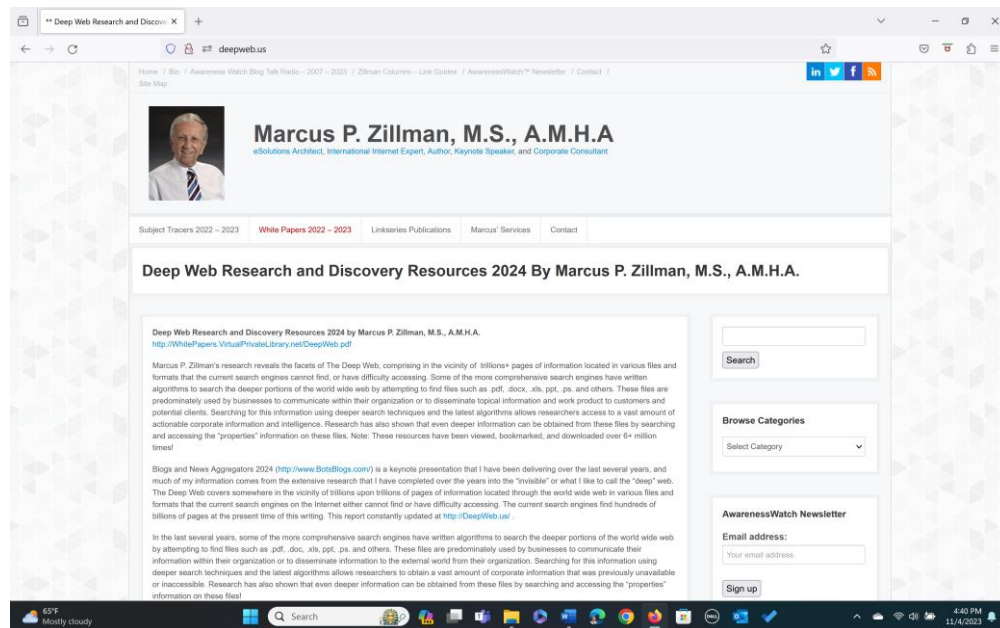 ** Deep Web Research and Discove
deepweb.us
Home / Bio / Awareness Watch Blog Talk Radio – 2007 – 2023 / Zillman Columns – Link Guides / AwarenessWatch™ Newsletter / Contact /
Site Map
Marcus P. Zillman, M.S., A.M.H.A
eSolutions Architect, International Internet Expert, Author, Keynote Speaker, and Corporate Consultant
Subject Tracers 2022 – 2023 White Papers 2022 – 2023 Linkseries Publications Marcus' Services Contact
Deep Web Research and Discovery Resources 2024 By Marcus P. Zillman, M.S., A.M.H.A.
Deep Web Research and Discovery Resources 2024 by Marcus P. Zillman, M.S., A.M.H.A.
http://WhitePapers.VirtualPrivateLibrary.net/DeepWeb.pdf
Marcus P. Zillman's research reveals the facets of The Deep Web, comprising in the vicinity of trillions+ pages of information located in various files and
formats that the current search engines cannot find, or have difficulty accessing. Some of the more comprehensive search engines have written
algorithms to search the deeper portions of the world wide web by attempting to find files such as .pdf, .docx, .xls, ppt, .ps. and others. These files are
predominately used by businesses to communicate within their organization or to disseminate topical information and work product to customers and
potential clients. Searching for this information using deeper search techniques and the latest algorithms allows researchers access to a vast amount of
actionable corporate information and intelligence. Research has also shown that even deeper information can be obtained from these files by searching
and accessing the "properties" information on these files. Note: These resources have been viewed, bookmarked, and downloaded over 6+ million
times!
Blogs and News Aggregators 2024 (http://www.BotsBlogs.com/) is a keynote presentation that I have been delivering over the last several years, and
much of my information comes from the extensive research that I have completed over the years into the "invisible" or what I like to call the "deep" web.
The Deep Web covers somewhere in the vicinity of trillions upon trillions of pages of information located through the world wide web in various files and
formats that the current search engines on the Internet either cannot find or have difficulty accessing. The current search engines find hundreds of
billions of pages at the present time of this writing. This report constantly updated at http://DeepWeb.us/ .
In the last several years, some of the more comprehensive search engines have written algorithms to search the deeper portions of the world wide web
by attempting to find files such as .pdf, .doc, .xls, ppt, .ps. and others. These files are predominately used by businesses to communicate their
information within their organization or to disseminate information to the external world from their organization. Searching for this information using
deeper search techniques and the latest algorithms allows researchers to obtain a vast amount of corporate information that was previously unavailable
or inaccessible. Research has also shown that even deeper information can be obtained from these files by searching and accessing the "properties"
information on these files!
Search
Browse Categories
Select Category
AwarenessWatch Newsletter
Email address:
Your email address
Sign up
65°F
Mostly cloudy
Search
4:40 PM
11/4/2023